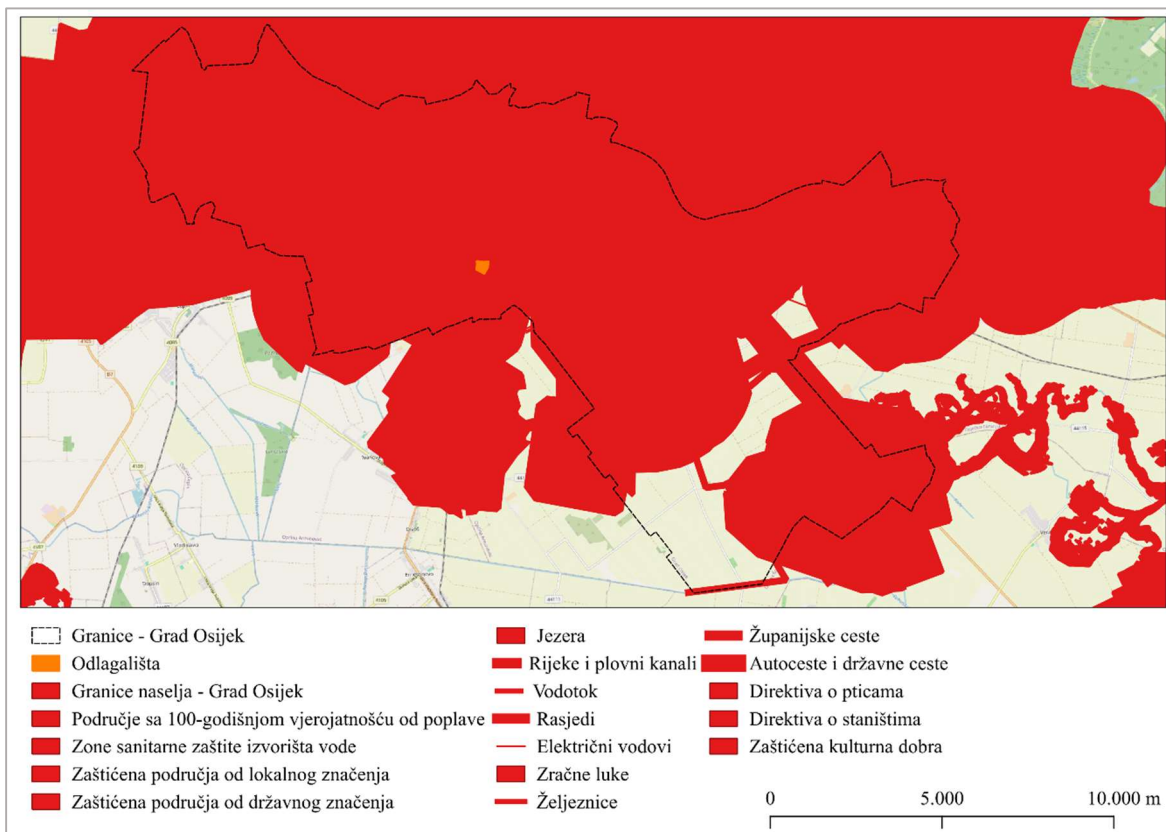 Granice - Grad Osijek
Odlagališta
Granice naselja - Grad Osijek
Područje sa 100-godišnjom vjerojatnošću od poplave
Zone sanitarne zaštite izvorišta vode
Zaštićena područja od lokalnog značenja
Zaštićena područja od državnog značenja
Jezera
Rijeke i plovni kanali
Vodotok
Rasjedi
Električni vodovi
Zračne luke
Željeznice
Županijske ceste
Autoceste i državne ceste
Direktiva o pticama
Direktiva o staništima
Zaštićena kulturna dobra
0 5.000 10.000 m